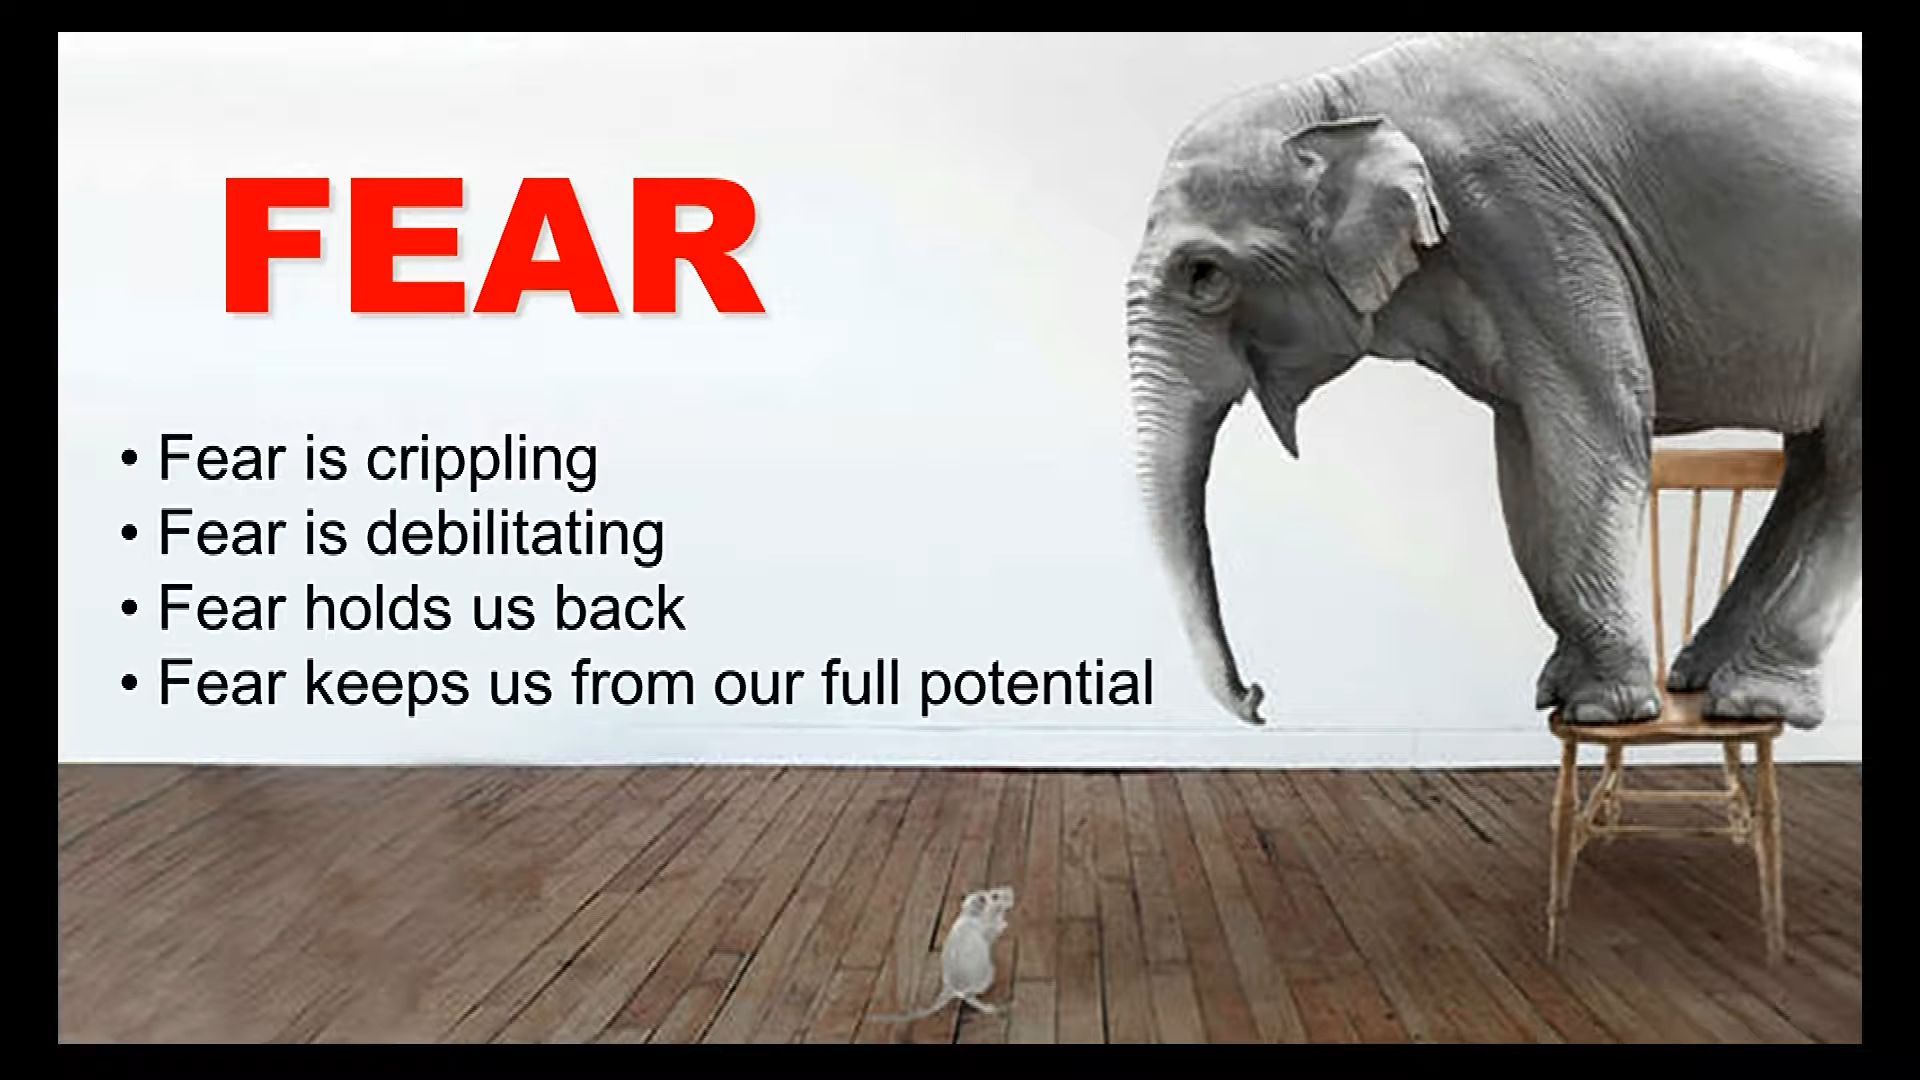 FEAR
• Fear is crippling
• Fear is debilitating
• Fear holds us back
• Fear keeps us from our full potential